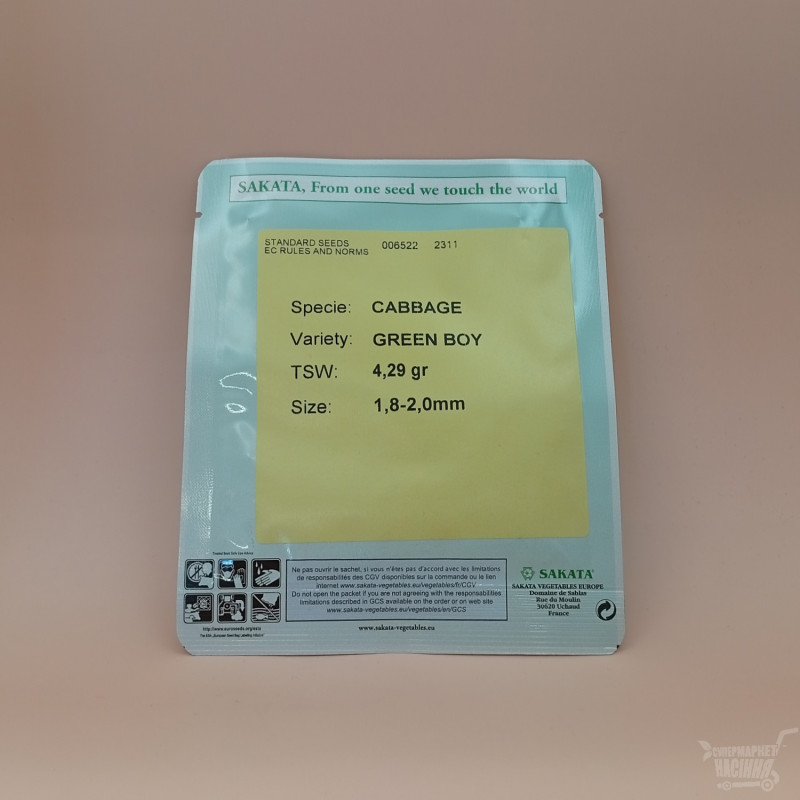 SAKATA, From one seed we touch the world
STANDARD SEEDS 006522 2311
EC RULES AND NORMS
Specie: CABBAGE
Variety: GREEN BOY
TSW: 4,29 gr
Size: 1,8-2,0mm
Ne pas ouvrir le sachet, si vous n'êtes pas d'accord avec les limitations
de responsabilités des CGV disponibles sur la commande ou le lien
internet www.sakata-vegetables.eu/vegetables/fr/CGV
Do not open the packet if you are not agreeing with the responsabilities
limitations described in GCS available on the order or on web site
www.sakata-vegetables.eu/vegetables/en/GCS
SAKATA
SAKATA VEGETABLES EUROPE
Domaine de Sablas
Rue du Moulin
30620 Uchaud
France
www.sakata-vegetables.eu
СУПЕРМАРКЕТ
НАСІННЯ